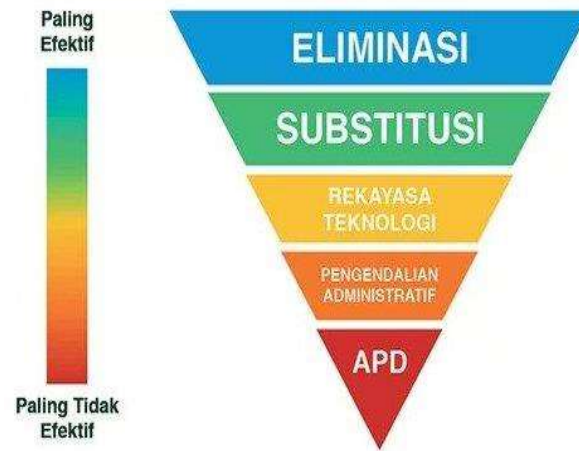 Paling
Efektif
ELIMINASI
SUBSTITUSI
REKAYASA
TEKNOLOGI
PENGENDALIAN
ADMINISTRATIF
APD
Paling Tidak
Efektif